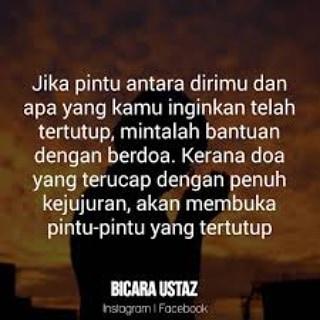 Jika pintu antara dirimu dan
apa yang kamu inginkan telah
tertutup, mintalah bantuan
dengan berdoa. Kerana doa
yang terucap dengan penuh
kejujuran, akan membuka
pintu-pintu yang tertutup
BICARA USTAZ
Instagram | Facebook